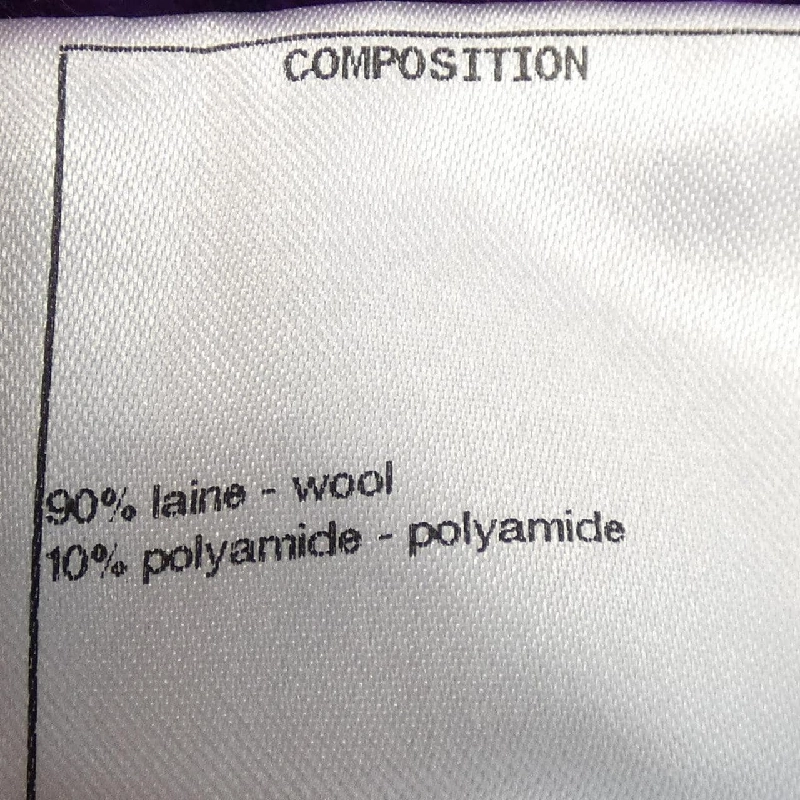 COMPOSITION
90% laine - wool
10% polyamide - polyamide